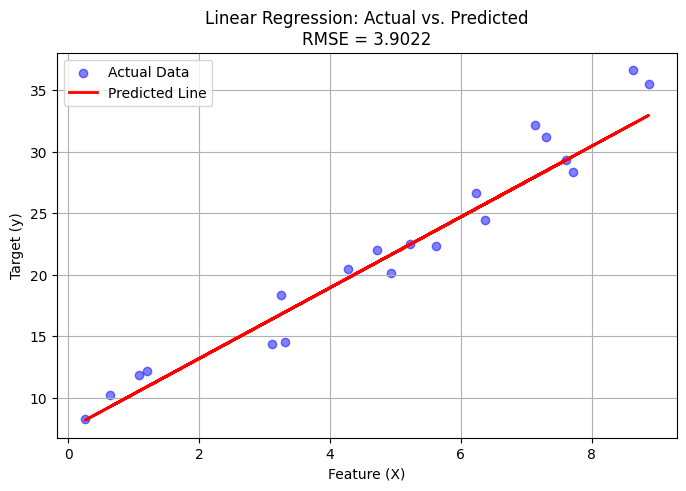 Linear Regression: Actual vs. Predicted
RMSE = 3.9022
Actual Data
Predicted Line
Target (y)
35
30
25
20
15
10
0 2 4 6 8
Feature (X)